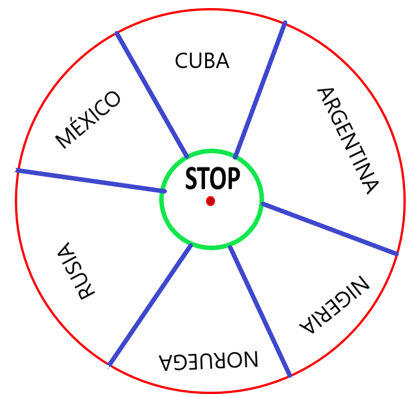 CUBA
ARGENTINA
NIGERIA
NORUEGA
RUSIA
MÉXICO
STOP